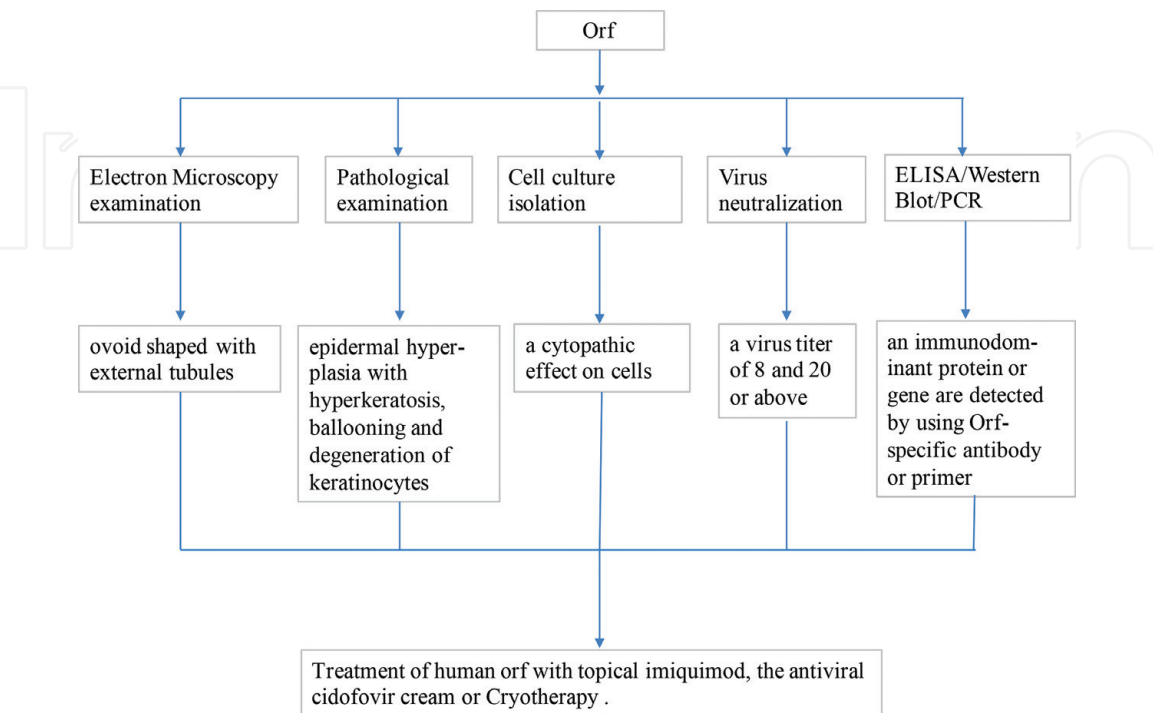 Orf
Electron Microscopy
examination
Pathological
examination
Cell culture
isolation
Virus
neutralization
ELISA/Western
Blot/PCR
ovoid shaped with
external tubules
epidermal hyper-
plasia with
hyperkeratosis,
ballooning and
degeneration of
keratinocytes
a cytopathic
effect on cells
a virus titer
of 8 and 20
or above
an immunodom-
inant protein or
gene are detected
by using Orf-
specific antibody
or primer
Treatment of human orf with topical imiquimod, the antiviral
cidofovir cream or Cryotherapy .